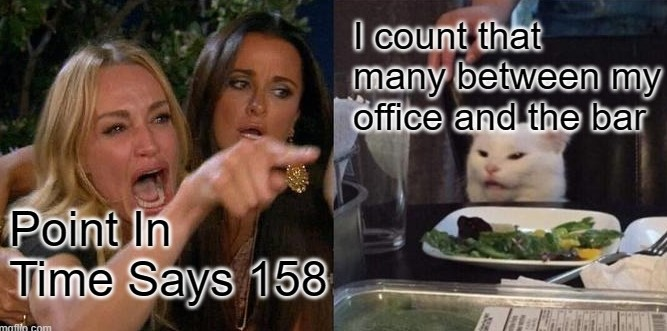 Point In
Time Says 158
I count that
many between my
office and the bar
imgflip.com